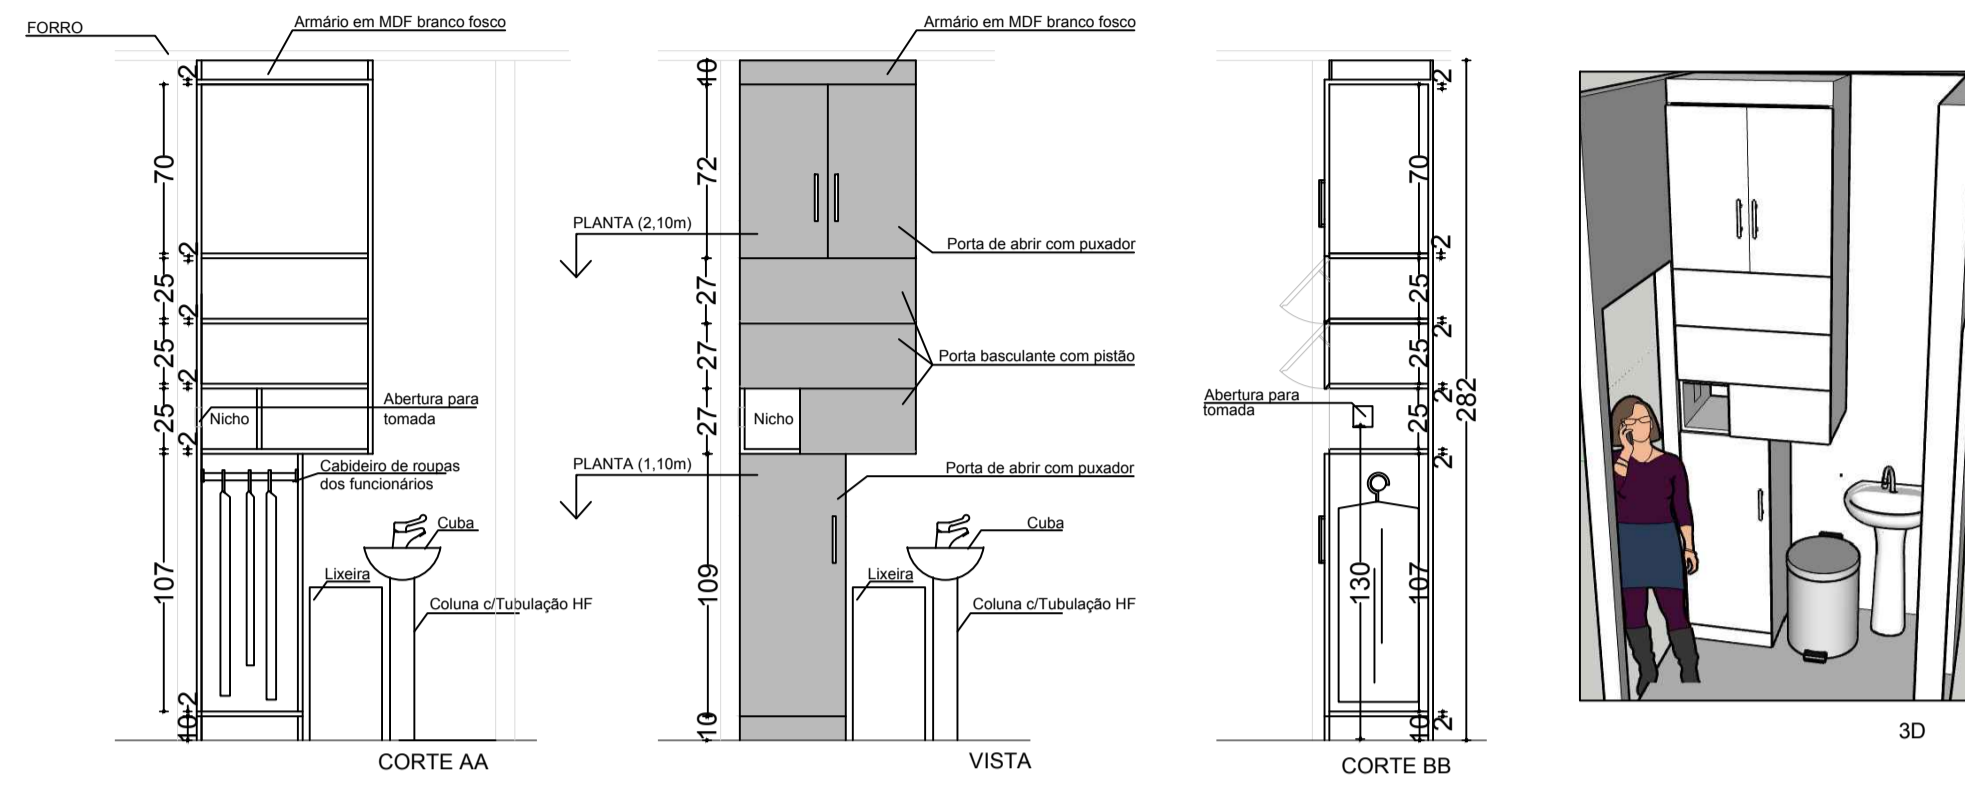 FORRO
Armário em MDF branco fosco
2
70
2
25
2
25
2
25
2
107
2
10
Nicho
Abertura para
tomada
Cabideiro de roupas
dos funcionários
Cuba
Lixeira
Coluna c/Tubulação HF
CORTE AA
Armário em MDF branco fosco
10
72
PLANTA (2,10m)
Porta de abrir com puxador
27
27
Porta basculante com pistão
27
Nicho
PLANTA (1,10m)
Porta de abrir com puxador
Cuba
109
Lixeira
Coluna c/Tubulação HF
10
VISTA
2
70
2
25
2
25
2
282
Abertura para
tomada
25
2
130
107
10
2
CORTE BB
3D